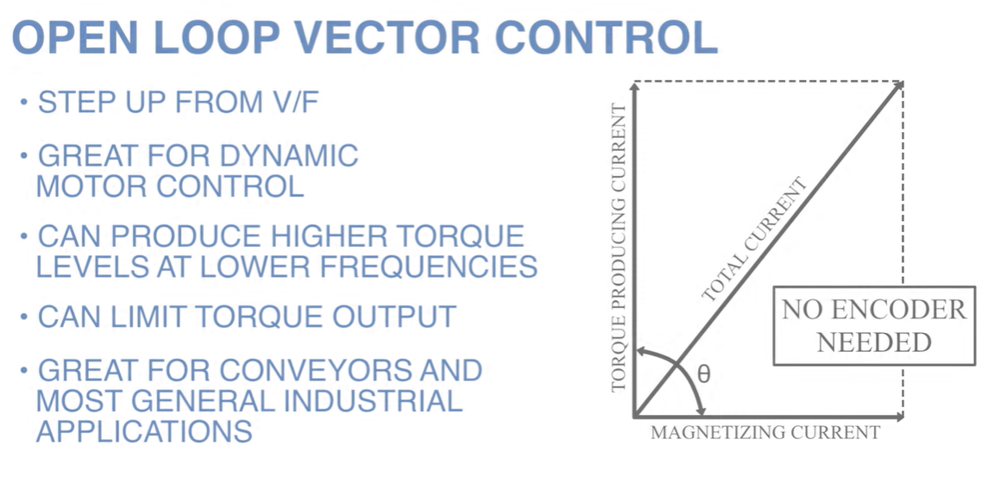 OPEN LOOP VECTOR CONTROL
• STEP UP FROM V/F
• GREAT FOR DYNAMIC
MOTOR CONTROL
• CAN PRODUCE HIGHER TORQUE
LEVELS AT LOWER FREQUENCIES
• CAN LIMIT TORQUE OUTPUT
• GREAT FOR CONVEYORS AND
MOST GENERAL INDUSTRIAL
APPLICATIONS
TORQUE PRODUCING CURRENT
TOTAL CURRENT
NO ENCODER
NEEDED
θ
MAGNETIZING CURRENT